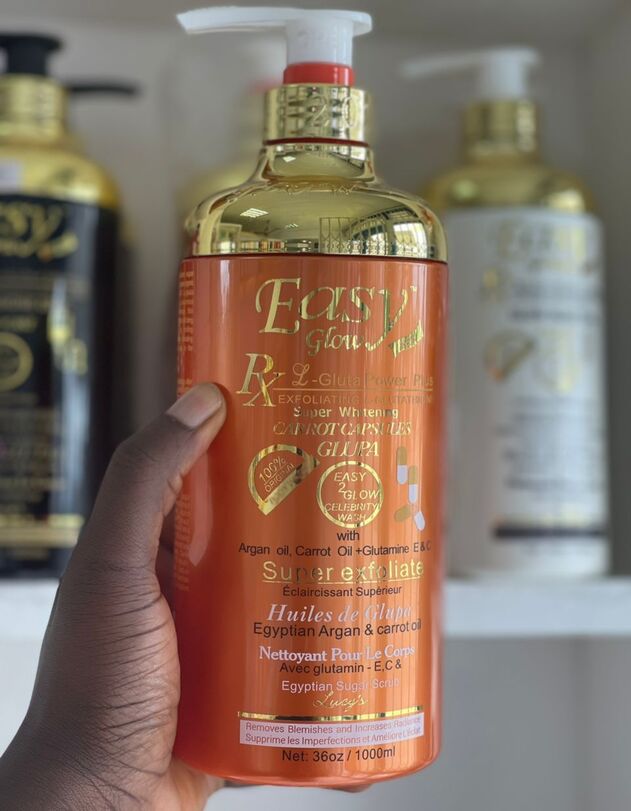 20
Easy
Glow
Rx L-Gluta Power Plus
EXFOLIATING L-GLUTATHIONE
Super Whitening
CARROT CAPSULES
GLUPA
100%
ORIGINAL
EASY
2
GLOW
CELEBRITY
WASH
with
Argan oil, Carrot Oil +Glutamine E & C
Super exfoliate
Éclaircissant Supérieur
Huiles de Glupa
Egyptian Argan & carrot oil
Nettoyant Pour Le Corps
Avec glutamin - E,C &
Egyptian Sugar Scrub
Lucy's
Removes Blemishes and Increases Radiance
Supprime les Imperfections et Améliore L'éclat
Net: 36oz / 1000ml
Easy